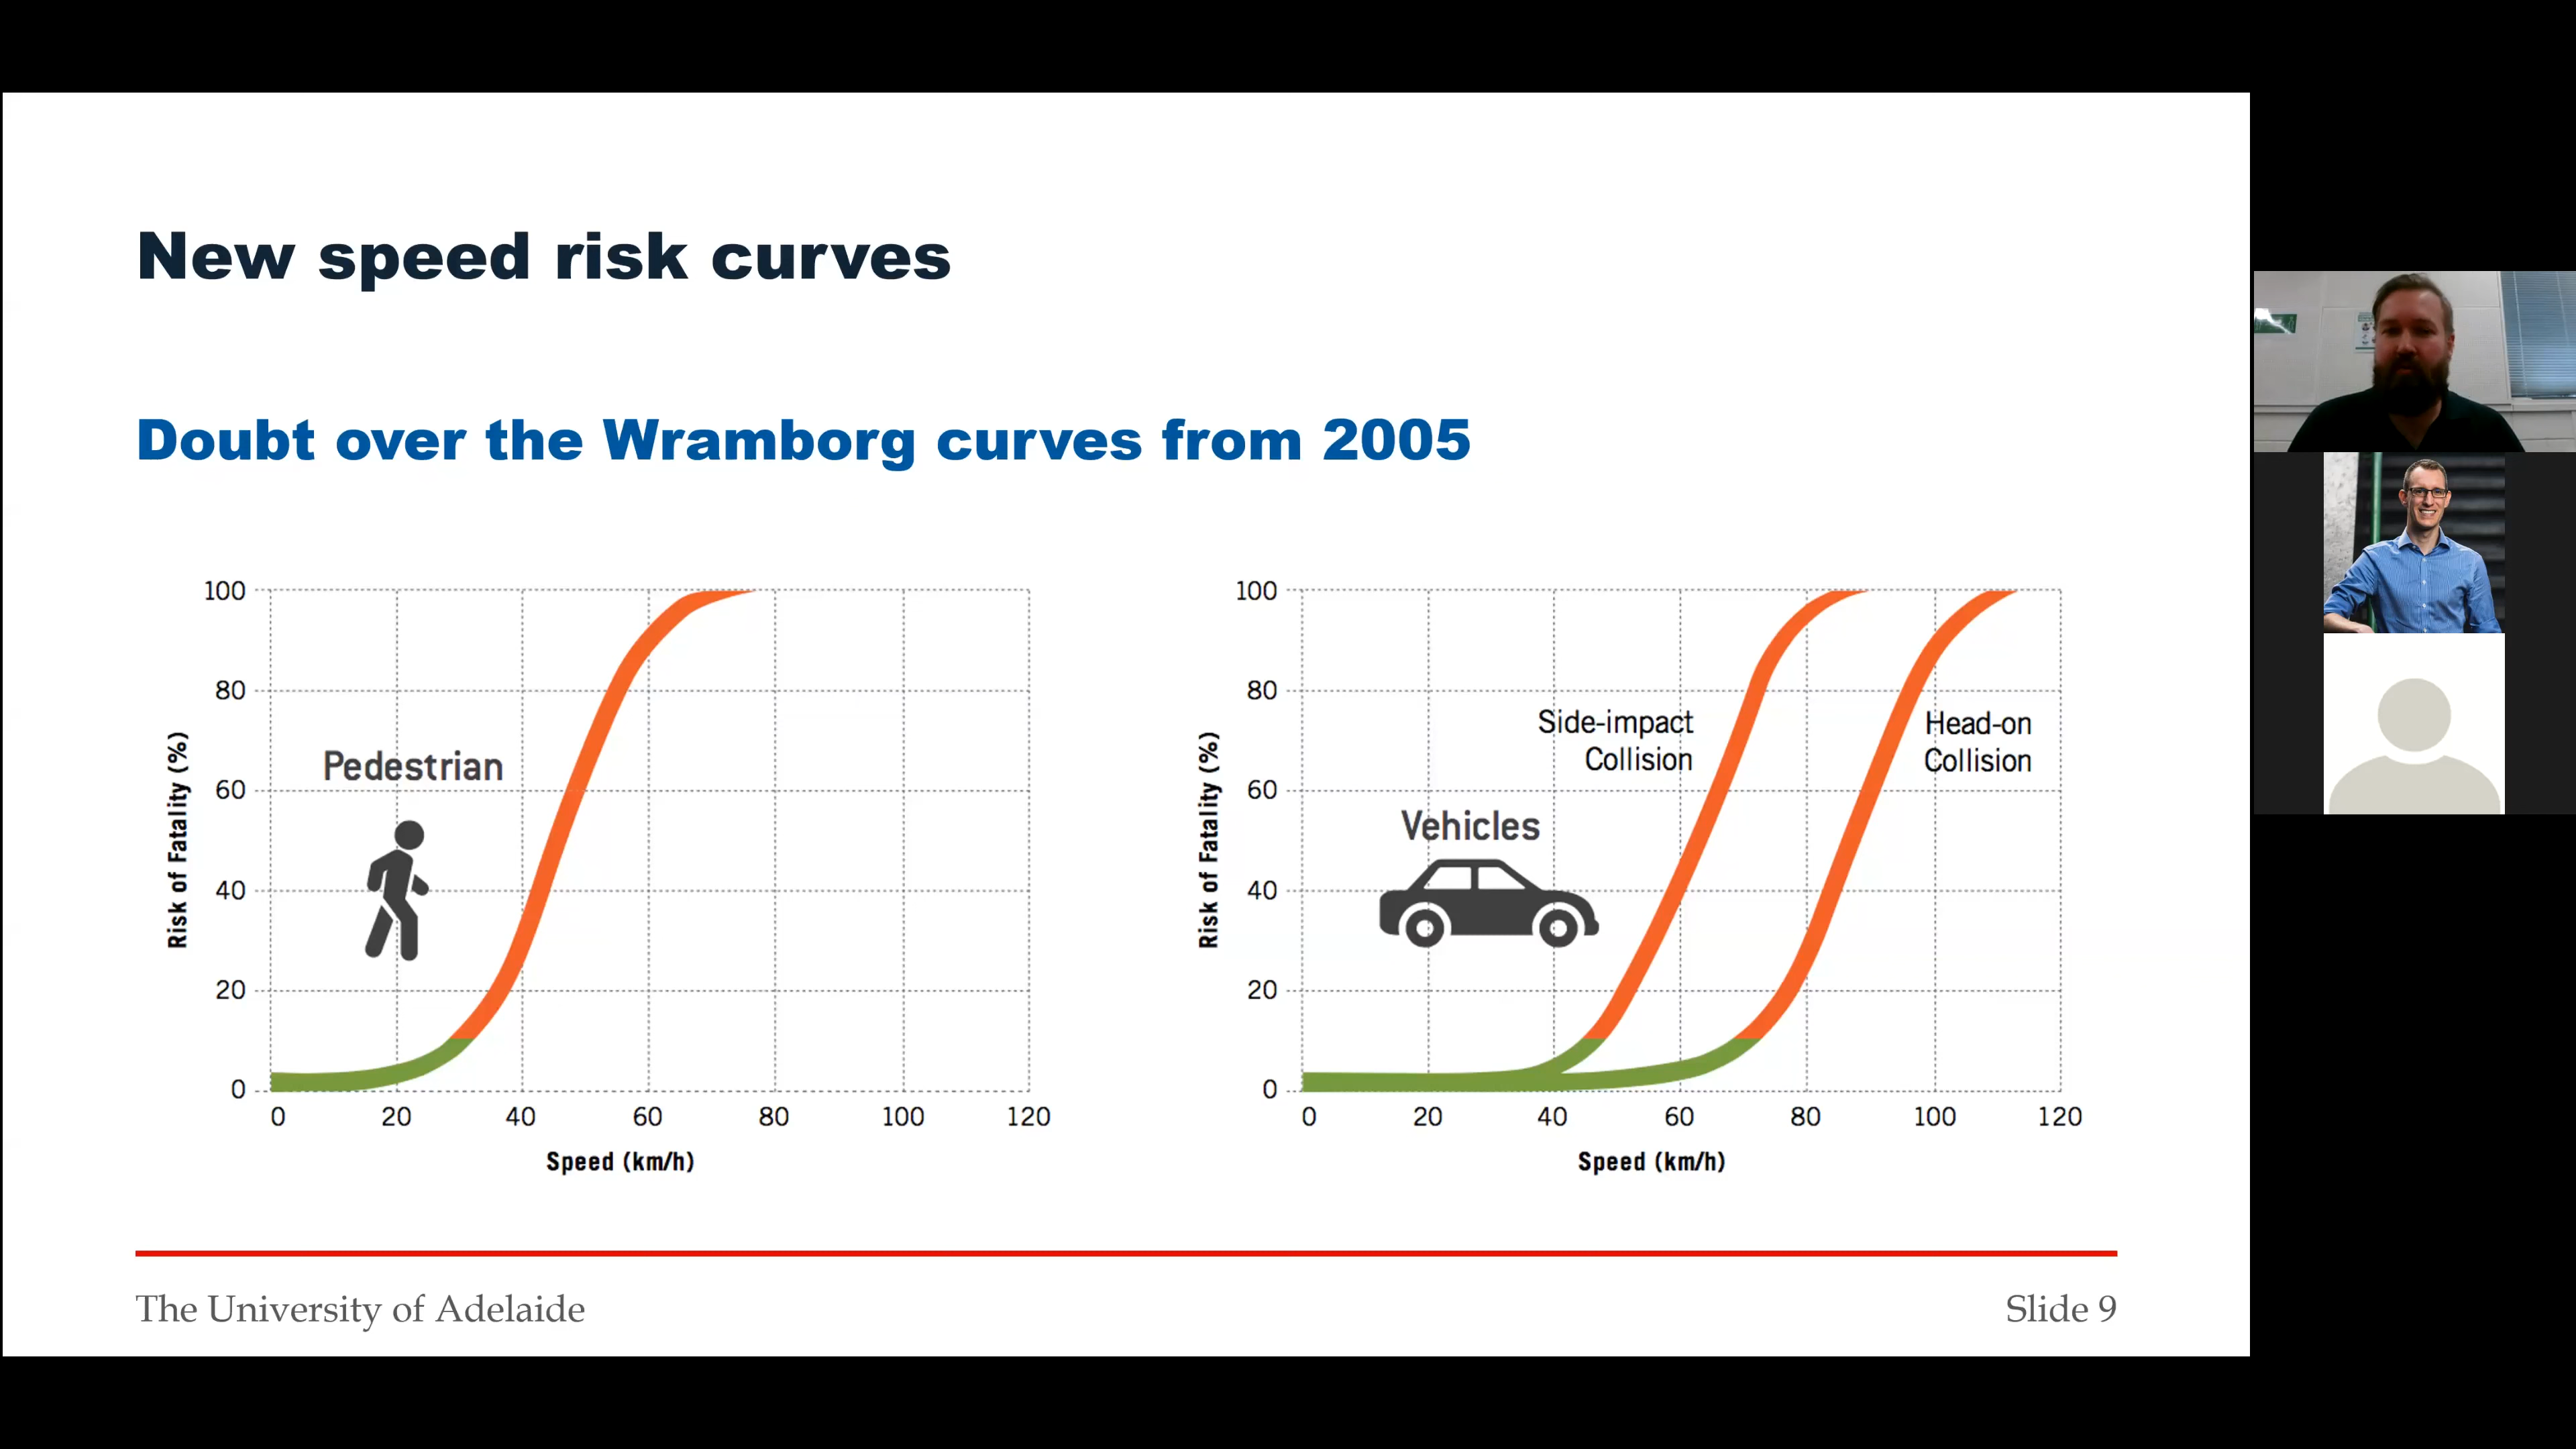 New speed risk curves
Doubt over the Wramborg curves from 2005
100
80
60
40
20
0
Risk of Fatality (%)
Pedestrian
0 20 40 60 80 100 120
Speed (km/h)
100
80
60
40
20
0
Risk of Fatality (%)
Side-impact
Collision
Head-on
Collision
Vehicles
0 20 40 60 80 100 120
Speed (km/h)
The University of Adelaide
Slide 9